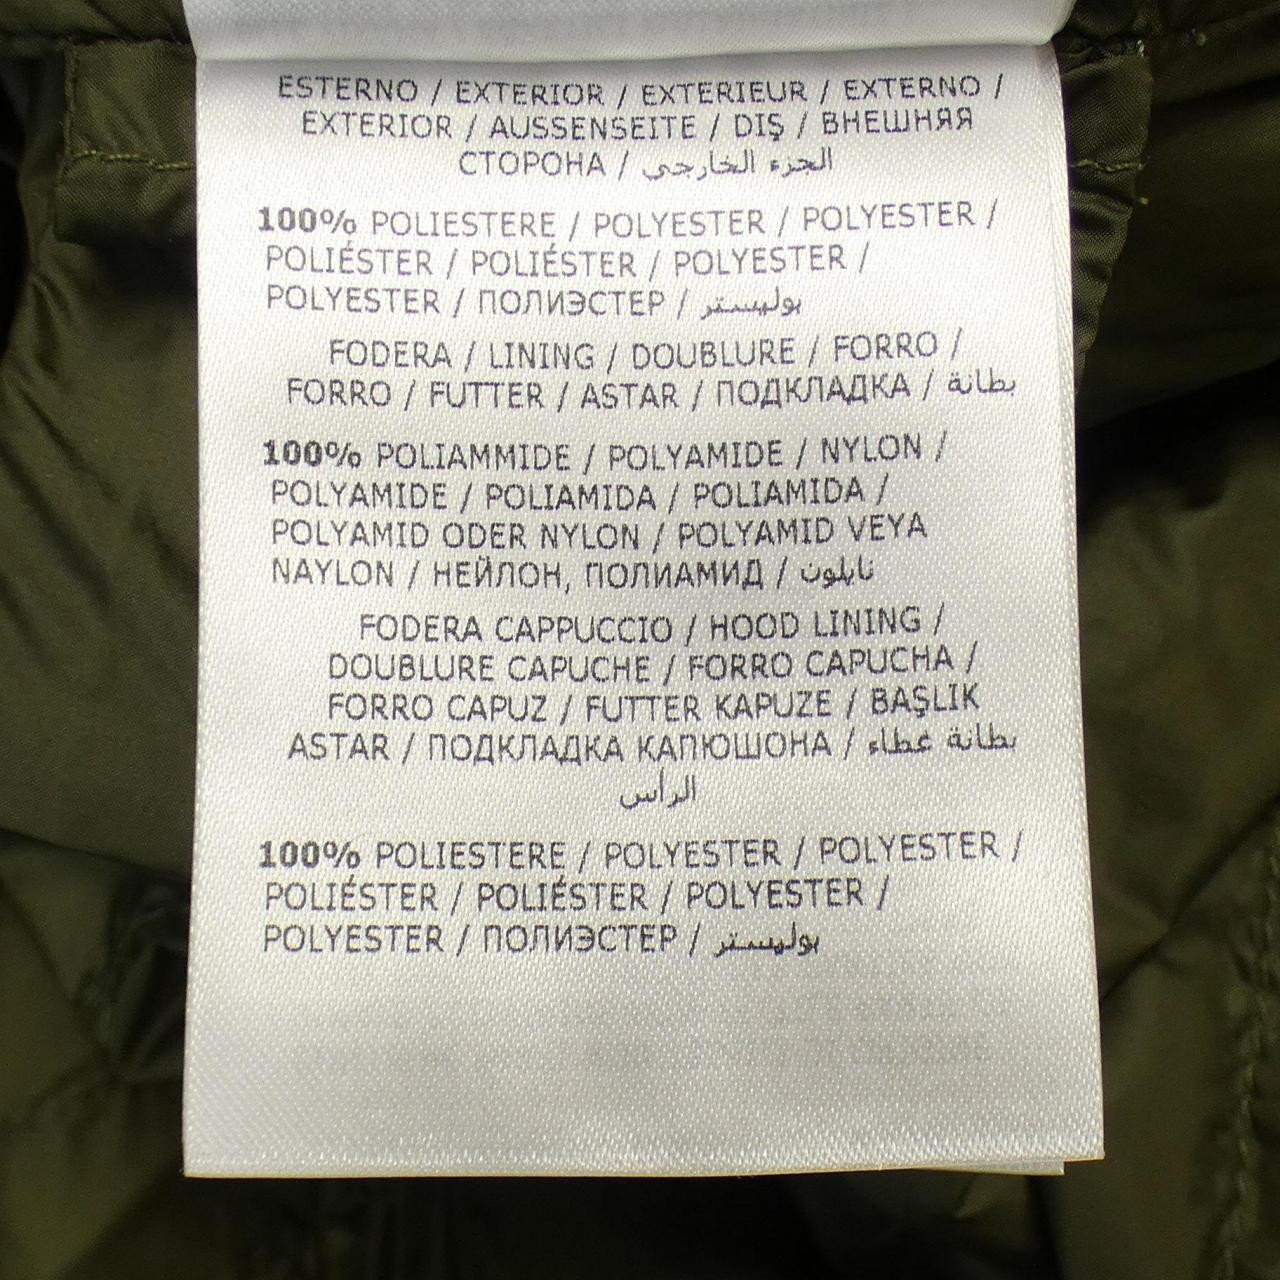 ESTERNO / EXTERIOR / EXTERIEUR / EXTERNO /
EXTERIOR / AUSSENSEITE / DIŞ / ВНЕШНЯЯ
СТОРОНА / الجزء الخارجي
100% POLIESTERE / POLYESTER / POLYESTER /
POLIÉSTER / POLIÉSTER / POLYESTER /
POLYESTER / ПОЛИЭСТЕР / بوليستر
FODERA / LINING / DOUBLURE / FORRO /
FORRO / FUTTER / ASTAR / ПОДКЛАДКА / بطانة
100% POLIAMMIDE / POLYAMIDE / NYLON /
POLYAMIDE / POLIAMIDA / POLIAMIDA /
POLYAMID ODER NYLON / POLYAMID VEYA
NAYLON / НЕЙЛОН, ПОЛИАМИД / نايلون
FODERA CAPPUCCIO / HOOD LINING /
DOUBLURE CAPUCHE / FORRO CAPUCHA /
FORRO CAPUZ / FUTTER KAPUZE / BAŞLIK
ASTAR / ПОДКЛАДКА КАПЮШОНА / بطانة غطاء
الرأس
100% POLIESTERE / POLYESTER / POLYESTER /
POLIÉSTER / POLIÉSTER / POLYESTER /
POLYESTER / ПОЛИЭСТЕР / بوليستر